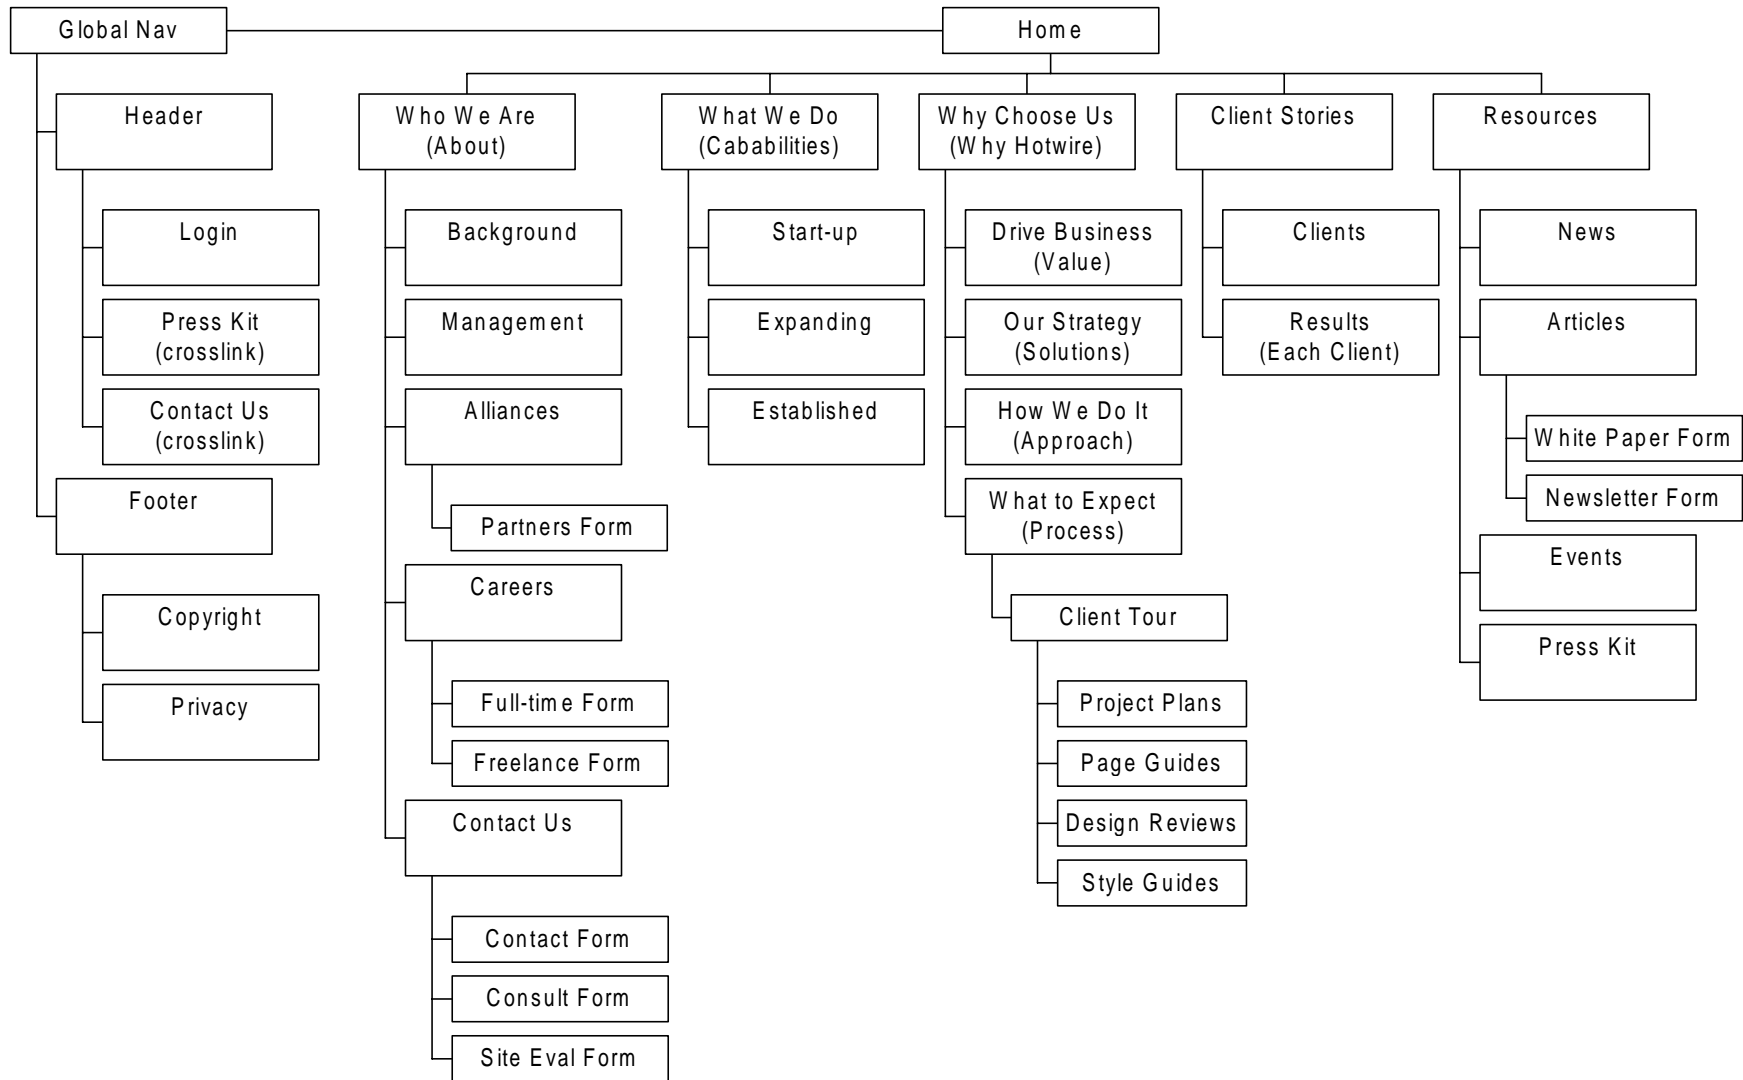 Global Nav
Home
Header
Login
Press Kit
(crosslink)
Contact Us
(crosslink)
Footer
Copyright
Privacy
Who We Are
(About)
Background
Management
Alliances
Partners Form
Careers
Full-time Form
Freelance Form
Contact Us
Contact Form
Consult Form
Site Eval Form
What We Do
(Cababilities)
Start-up
Expanding
Established
Why Choose Us
(Why Hotwire)
Drive Business
(Value)
Our Strategy
(Solutions)
How We Do It
(Approach)
What to Expect
(Process)
Client Tour
Project Plans
Page Guides
Design Reviews
Style Guides
Client Stories
Clients
Results
(Each Client)
Resources
News
Articles
White Paper Form
Newsletter Form
Events
Press Kit